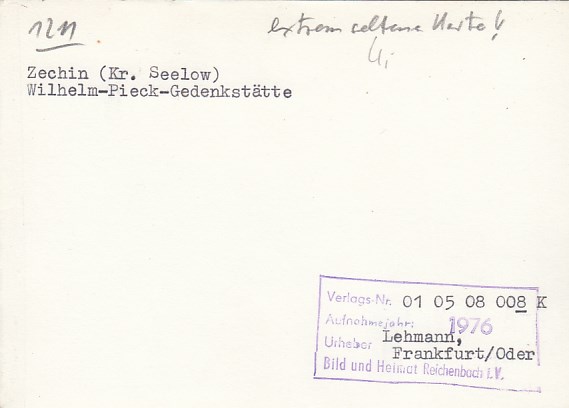 1211
extrem seltene Karte!
Zechin (Kr. Seelow)
Wilhelm-Pieck-Gedenkstätte
Verlags-Nr. 01 05 08 008 K
Aufnahmejahr: 1976
Urheber Lehmann,
Frankfurt/Oder
Bild und Heimat Reichenbach i.V.